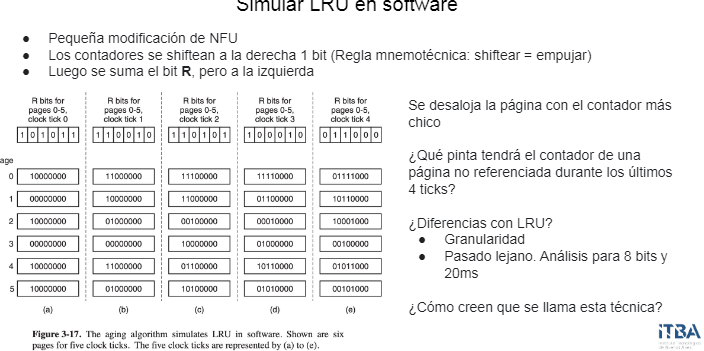 Simular LRU en software
● Pequeña modificación de NFU
● Los contadores se shiftean a la derecha 1 bit (Regla mnemotécnica: shiftear = empujar)
● Luego se suma el bit R, pero a la izquierda
R bits for pages 0-5, clock tick 0
R bits for pages 0-5, clock tick 1
R bits for pages 0-5, clock tick 2
R bits for pages 0-5, clock tick 3
R bits for pages 0-5, clock tick 4
1 0 1 0 1 1
1 1 0 0 1 0
1 1 0 1 0 1
1 0 0 0 1 0
0 1 1 0 0 0
age
0 10000000 11000000 11100000 11110000 01111000
1 00000000 10000000 11000000 01100000 10110000
2 10000000 01000000 00100000 00010000 10001000
3 00000000 00000000 10000000 01000000 00100000
4 10000000 11000000 01100000 10110000 01011000
5 10000000 01000000 10100000 01010000 00101000
(a) (b) (c) (d) (e)
Figure 3-17. The aging algorithm simulates LRU in software. Shown are six
pages for five clock ticks. The five clock ticks are represented by (a) to (e).
Se desaloja la página con el contador más
chico
¿Qué pinta tendrá el contador de una
página no referenciada durante los últimos
4 ticks?
¿Diferencias con LRU?
● Granularidad
● Pasado lejano. Análisis para 8 bits y
20ms
¿Cómo creen que se llama esta técnica?
ITBA